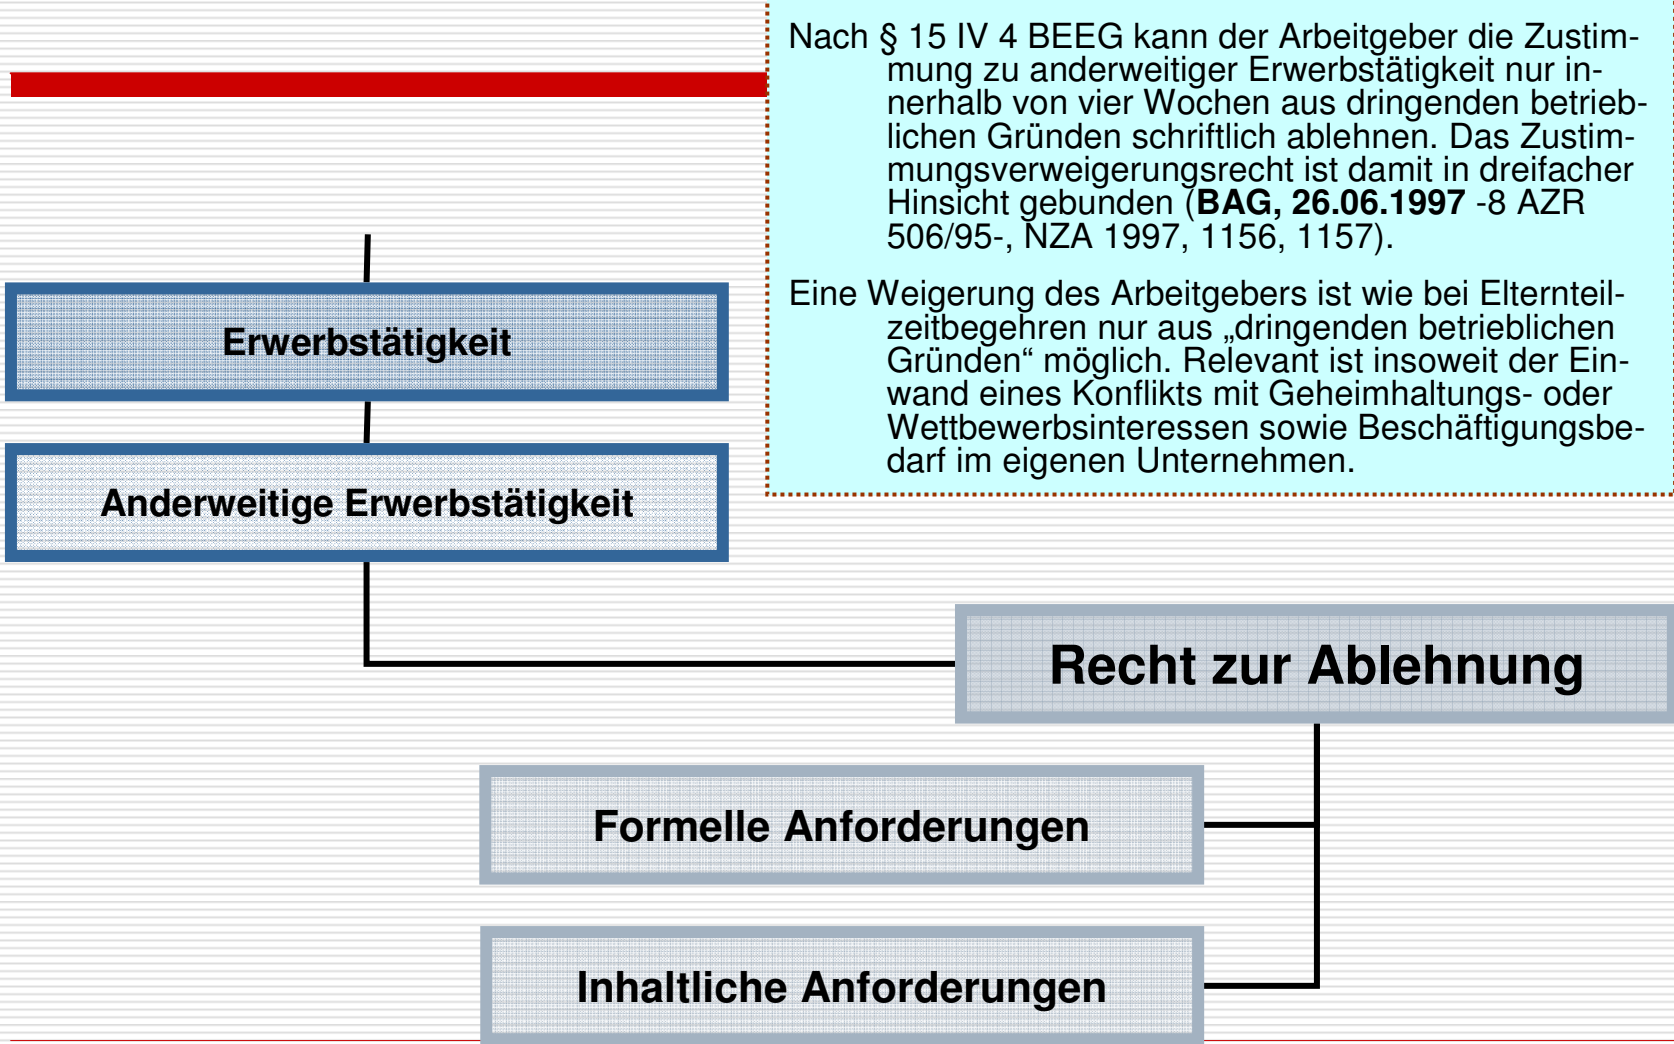 Nach § 15 IV 4 BEEG kann der Arbeitgeber die Zustim-
mung zu anderweitiger Erwerbstätigkeit nur in-
nerhalb von vier Wochen aus dringenden betrieb-
lichen Gründen schriftlich ablehnen. Das Zustim-
mungsverweigerungsrecht ist damit in dreifacher
Hinsicht gebunden (BAG, 26.06.1997 -8 AZR
506/95-, NZA 1997, 1156, 1157).
Eine Weigerung des Arbeitgebers ist wie bei Elternteil-
zeitbegehren nur aus „dringenden betrieblichen
Gründen“ möglich. Relevant ist insoweit der Ein-
wand eines Konflikts mit Geheimhaltungs- oder
Wettbewerbsinteressen sowie Beschäftigungsbe-
darf im eigenen Unternehmen.
Erwerbstätigkeit
Anderweitige Erwerbstätigkeit
Recht zur Ablehnung
Formelle Anforderungen
Inhaltliche Anforderungen